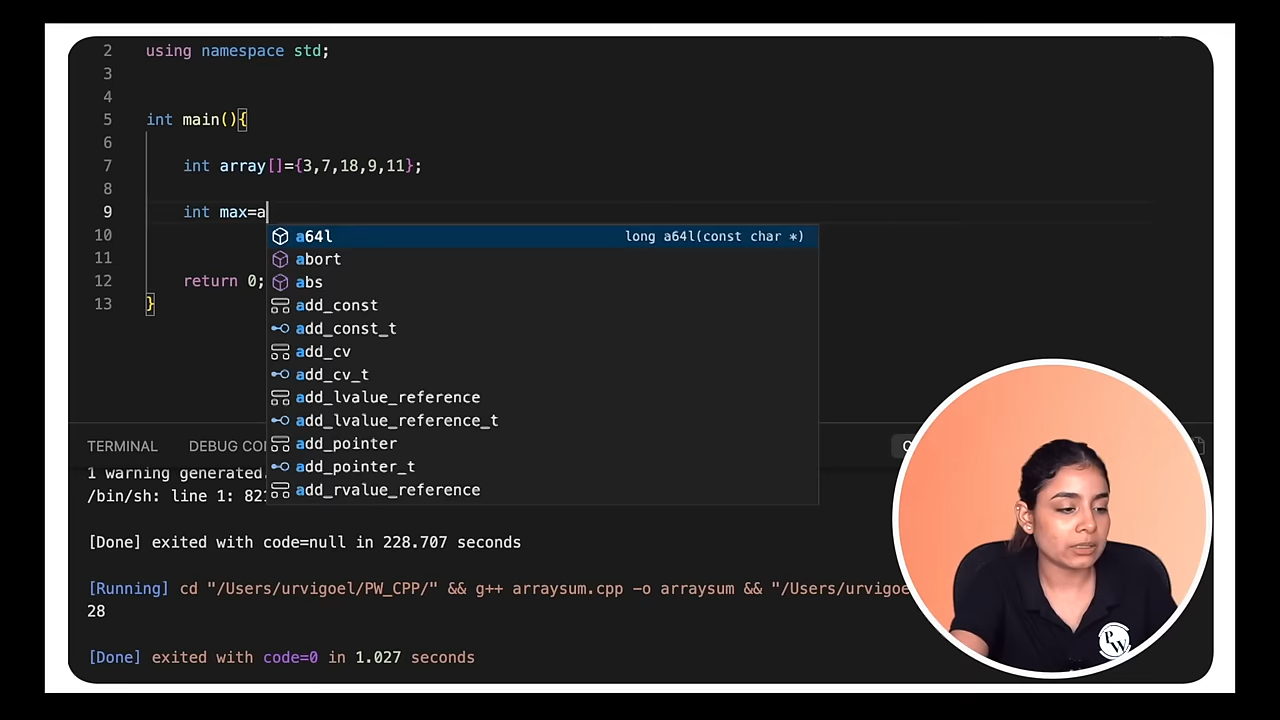 2 using namespace std;
3
4
5 int main(){
6
7 int array[]={3,7,18,9,11};
8
9 int max=a
10
11
12 return 0;
13 }
a64l long a64l(const char *)
abort
abs
add_const
add_const_t
add_cv
add_cv_t
add_lvalue_reference
add_lvalue_reference_t
add_pointer
add_pointer_t
add_rvalue_reference
TERMINAL DEBUG CO
1 warning generated.
/bin/sh: line 1: 82
[Done] exited with code=null in 228.707 seconds
[Running] cd "/Users/urvigoel/PW_CPP/" && g++ arraysum.cpp -o arraysum && "/Users/urvigoe
28
[Done] exited with code=0 in 1.027 seconds
PW